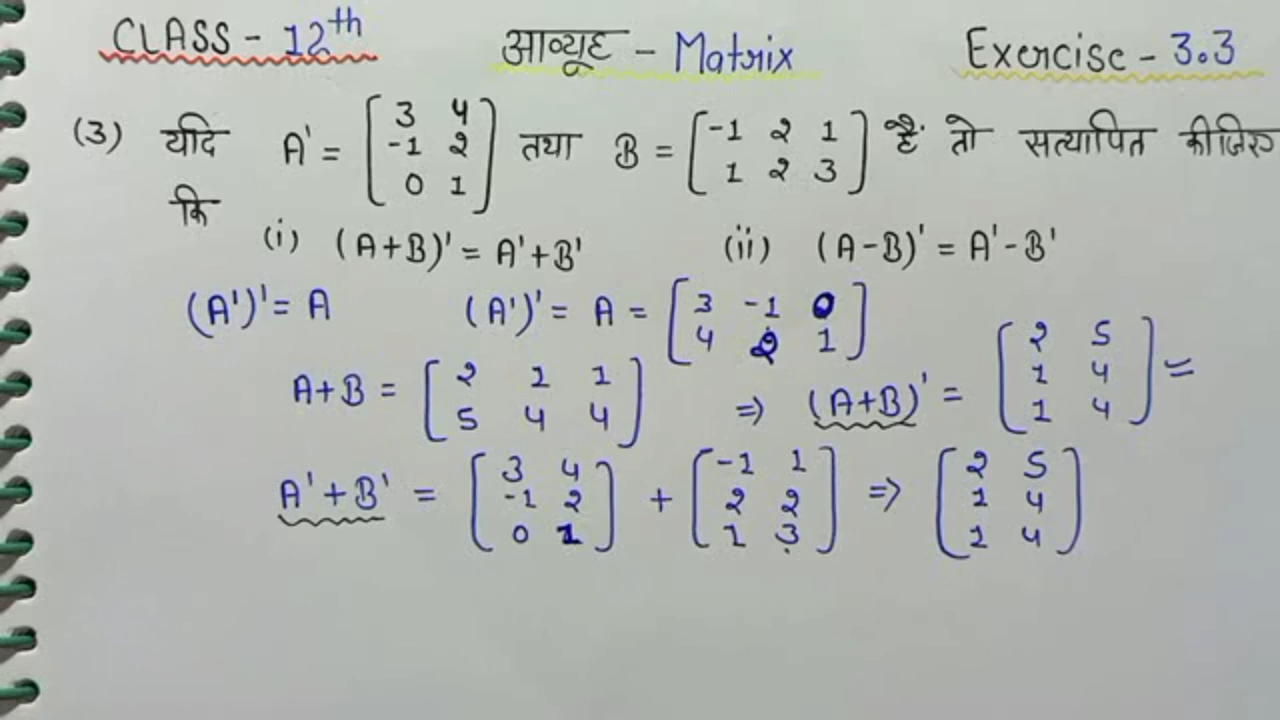 CLASS - 12th आव्यूह - Matrix Exercise - 3.3
(3) यदि A' = [3 4 तथा B = [-1 2 1 हैं तो सत्यापित कीजिए
-1 2 1 2 3]
0 1]
कि
(i) (A+B)' = A'+B' (ii) (A-B)' = A'-B'
(A')' = A (A')' = A = [3 -1 0
4 2 1]
A+B = [2 1 1 ⇒ (A+B)' = [2 5
5 4 4] 1 4
1 4] =
A'+B' = [3 4 + [-1 1 ⇒ [2 5
-1 2 2 2 1 4
0 1] 1 3] 1 4]